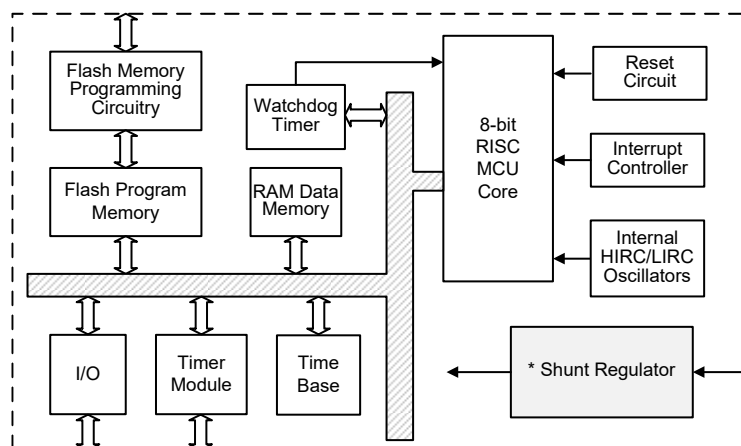 Flash Memory
Programming
Circuitry
Watchdog
Timer
8-bit
RISC
MCU
Core
Reset
Circuit
Flash Program
Memory
RAM Data
Memory
Interrupt
Controller
Internal
HIRC/LIRC
Oscillators
I/O
Timer
Module
Time
Base
* Shunt Regulator